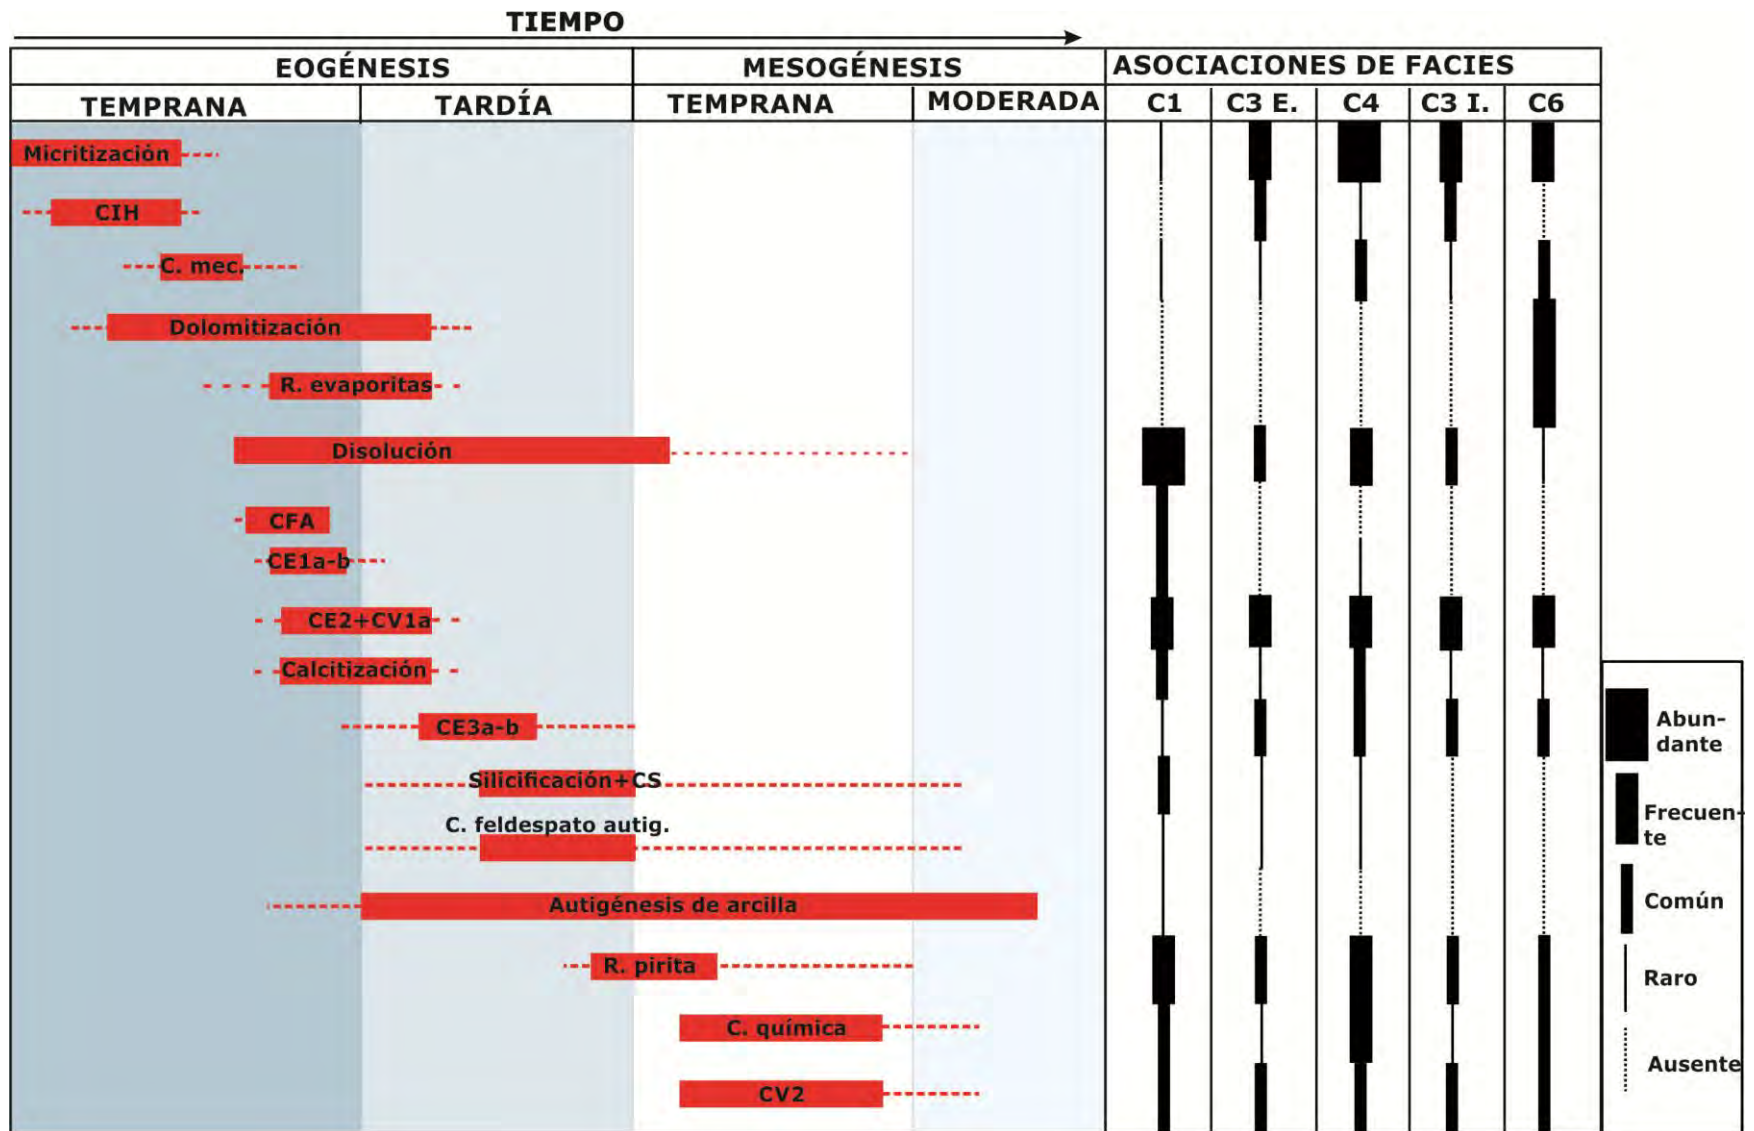 TIEMPO
EOGÉNESIS
MESOGÉNESIS
ASOCIACIONES DE FACIES
TEMPRANA
TARDÍA
TEMPRANA
MODERADA
C1
C3 E.
C4
C3 I.
C6
Micritización
CIH
C. mec.
Dolomitización
R. evaporitas
Disolución
CFA
CE1a-b
CE2+CV1a
Calcitización
CE3a-b
Silicificación+CS
C. feldespato autig.
Autigénesis de arcilla
R. pirita
C. química
CV2
Abun-
dante
Frecuen-
te
Común
Raro
Ausente